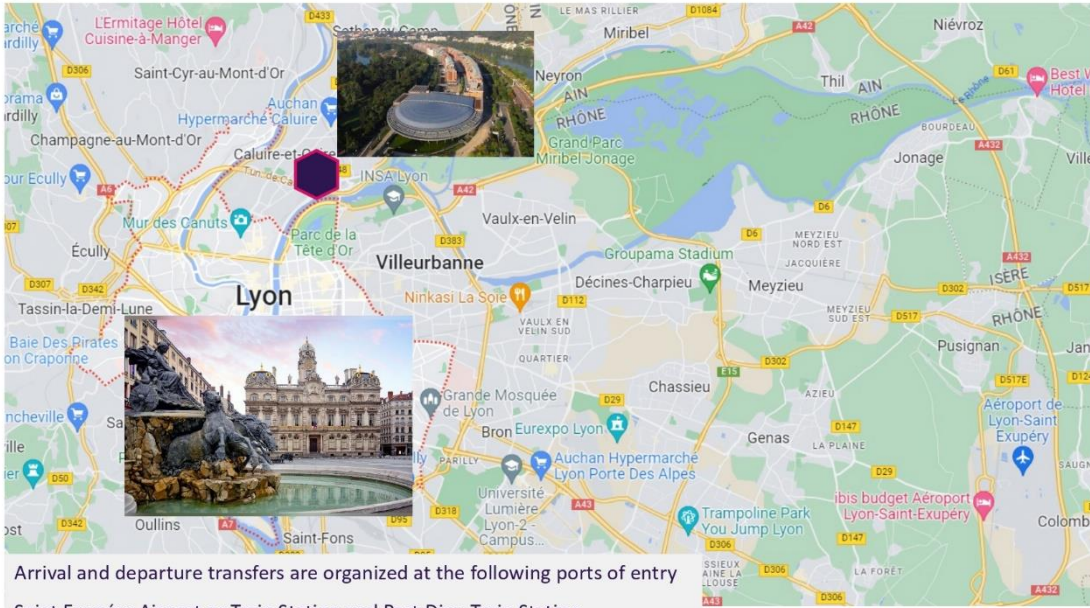 D433
LE MAS RILLIER
D1084
L'Ermitage Hôtel
Cuisine-à-Manger
A42
Niévroz
Miribel
D306
Saint-Cyr-au-Mont-d'Or
Neyron
AIN
RHÔNE
Thil
AIN
RHÔNE
Le Rhône
D61
Auchan
Hypermarché Caluire
Champagne-au-Mont-d'Or
Grand Parc
Miribel Jonage
BOURDEAU
A432
Jonage
INSA Lyon
A42
A6
Mur des Canuts
Parc de la
Tête d'Or
Vaulx-en-Velin
D6
D383
D6
MEYZIEU
NORD EST
Écully
Villeurbanne
Groupama Stadium
JACQUIÈRE
A432
D307
D342
Lyon
Ninkasi La Soie
Décines-Charpieu
Meyzieu
ISÈRE
D302
D517
Tassin-la-Demi-Lune
D112
MEYZIEU
SUD EST
RHÔNE
VAULX EN
VELIN SUD
D517
Baie Des Pirates
Pusignan
QUARTIER
D302
E15
Chassieu
D517E
Grande Mosquée
de Lyon
D29
AZIEU
Aéroport de
Lyon-Saint
Exupéry
Bron
Eurexpo Lyon
D147
Genas
LA PLAINE
PARILLY
Auchan Hypermarché
Lyon Porte Des Alpes
D29
D50
Université
Lumière
Lyon-2 -
Campus...
ibis budget Aéroport
Lyon-Saint-Exupéry
A43
A432
D342
Oullins
A7
D95
D318
Trampoline Park
You Jump Lyon
D306
D147
Saint-Fons
LA FORÊT
D306
A43
Arrival and departure transfers are organized at the following ports of entry